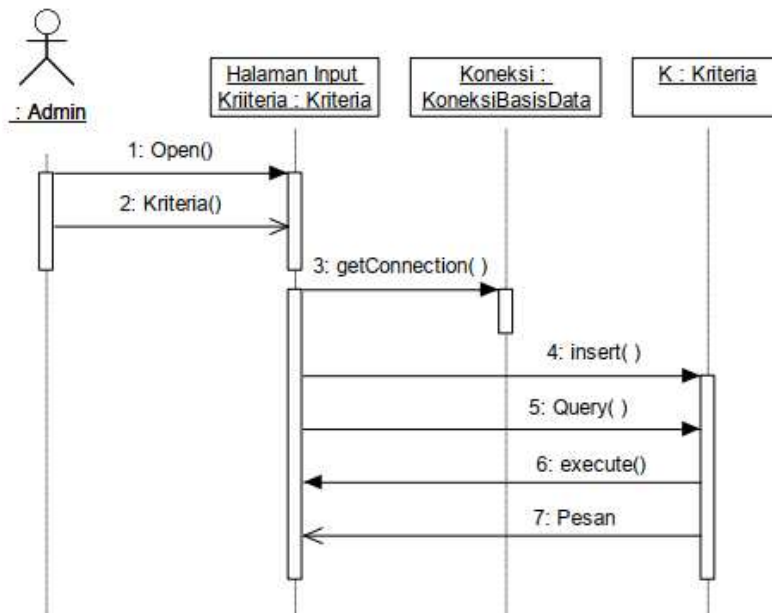 : Admin
Halaman Input
Kriiteria : Kriteria
Koneksi :
KoneksiBasisData
K : Kriteria
1: Open()
2: Kriteria()
3: getConnection( )
4: insert( )
5: Query( )
6: execute()
7: Pesan